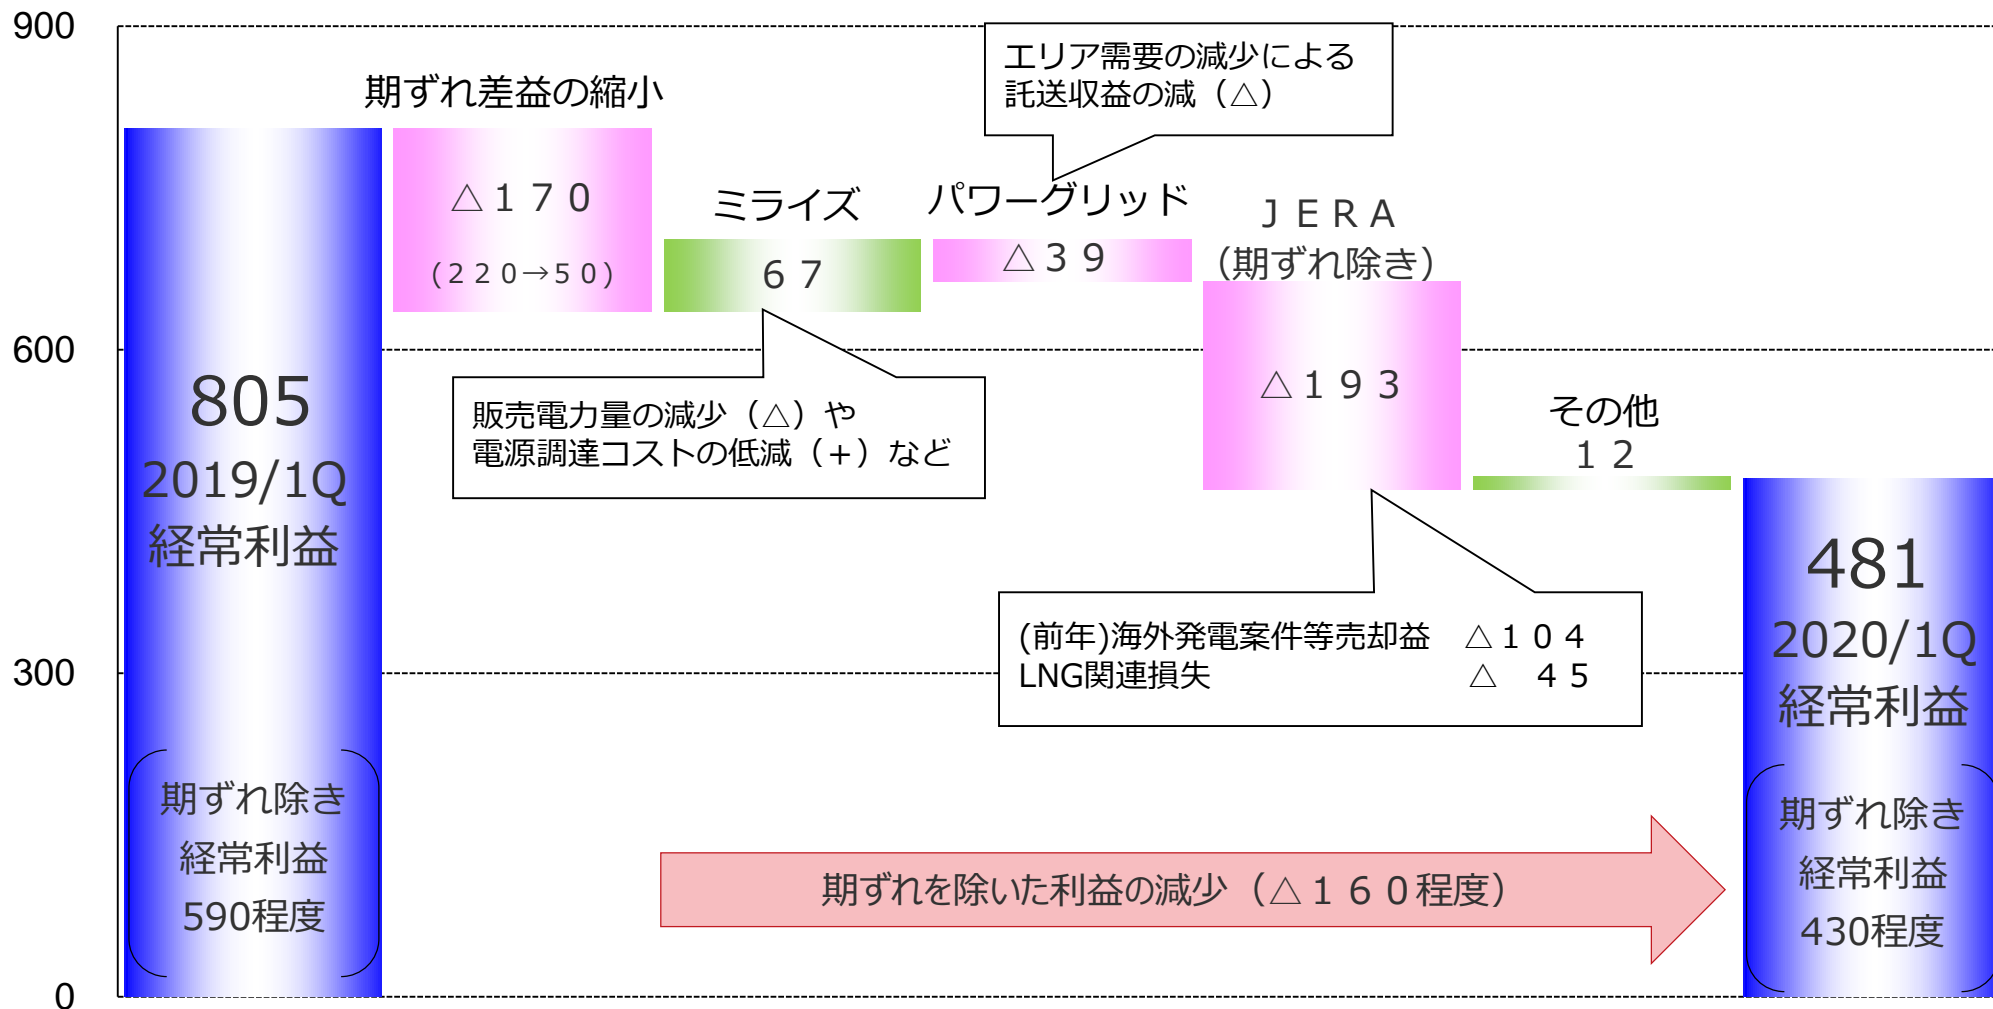 900
600
300
0
805
2019/1Q
経常利益
期ずれ除き
経常利益
590程度
期ずれ差益の縮小
△１７０
(２２０→５０)
ミライズ
６７
販売電力量の減少（△）や
電源調達コストの低減（+）など
エリア需要の減少による
託送収益の減（△）
パワーグリッド
△３９
ＪＥＲＡ
（期ずれ除き）
△１９３
(前年)海外発電案件等売却益　△１０４
LNG関連損失　△　４５
その他
１２
481
2020/1Q
経常利益
期ずれ除き
経常利益
430程度
期ずれを除いた利益の減少（△１６０程度）